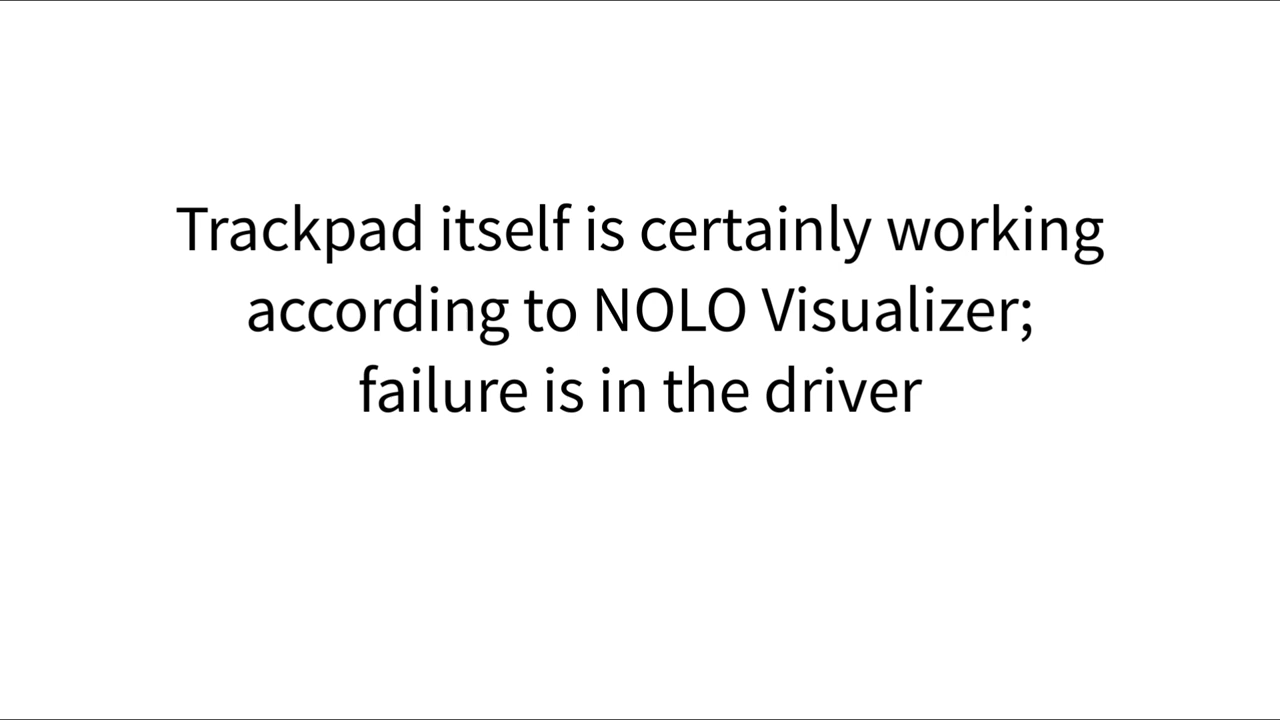 Trackpad itself is certainly working
according to NOLO Visualizer;
failure is in the driver